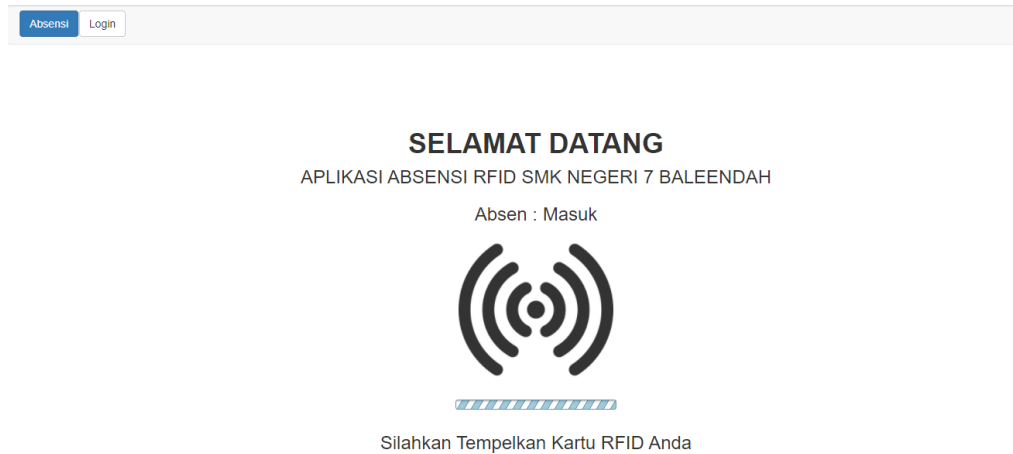 Absensi Login
SELAMAT DATANG
APLIKASI ABSENSI RFID SMK NEGERI 7 BALEENDAH
Absen : Masuk
Silahkan Tempelkan Kartu RFID Anda